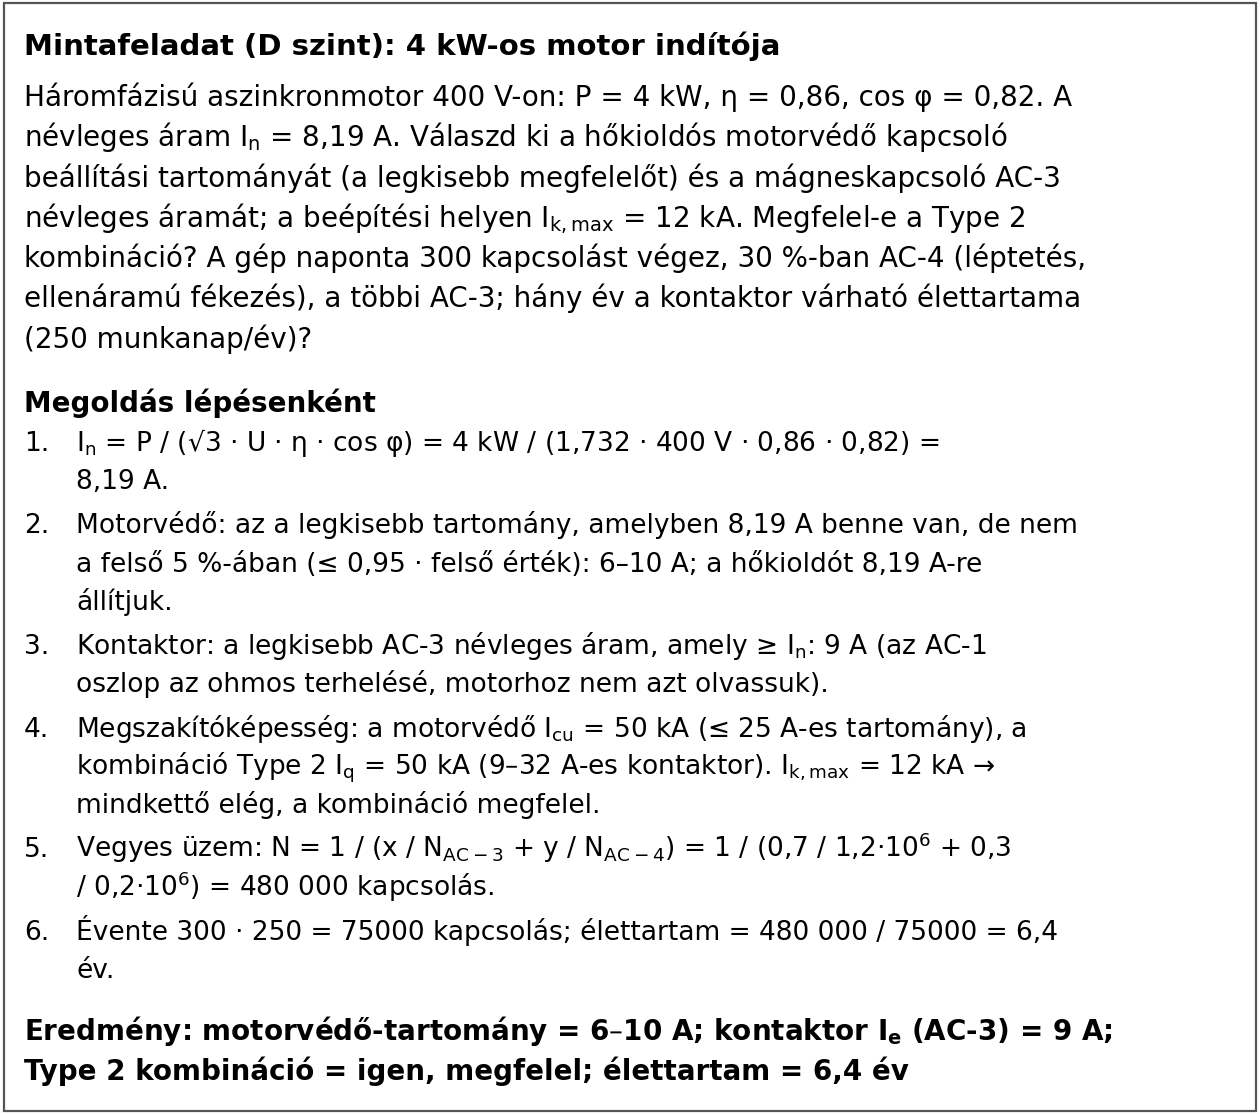 Mintafeladat (D szint): 4 kW-os motor indítója
Háromfázisú aszinkronmotor 400 V-on: P = 4 kW, η = 0,86, cos φ = 0,82. A
névleges áram Iₙ = 8,19 A. Válaszd ki a hőkioldós motorvédő kapcsoló
beállítási tartományát (a legkisebb megfelelőt) és a mágneskapcsoló AC-3
névleges áramát; a beépítési helyen I_k,max = 12 kA. Megfelel-e a Type 2
kombináció? A gép naponta 300 kapcsolást végez, 30 %-ban AC-4 (léptetés,
ellenáramú fékezés), a többi AC-3; hány év a kontaktor várható élettartama
(250 munkanap/év)?
Megoldás lépésenként
1. Iₙ = P / (√3 · U · η · cos φ) = 4 kW / (1,732 · 400 V · 0,86 · 0,82) =
8,19 A.
2. Motorvédő: az a legkisebb tartomány, amelyben 8,19 A benne van, de nem
a felső 5 %-ában (≤ 0,95 · felső érték): 6–10 A; a hőkioldót 8,19 A-re
állítjuk.
3. Kontaktor: a legkisebb AC-3 névleges áram, amely ≥ Iₙ: 9 A (az AC-1
oszlop az ohmos terhelésé, motorhoz nem azt olvassuk).
4. Megszakítóképesség: a motorvédő I_cu = 50 kA (≤ 25 A-es tartomány), a
kombináció Type 2 I_q = 50 kA (9–32 A-es kontaktor). I_k,max = 12 kA →
mindkettő elég, a kombináció megfelel.
5. Vegyes üzem: N = 1 / (x / N_AC−3 + y / N_AC−4) = 1 / (0,7 / 1,2·10⁶ + 0,3
/ 0,2·10⁶) = 480 000 kapcsolás.
6. Évente 300 · 250 = 75000 kapcsolás; élettartam = 480 000 / 75000 = 6,4
év.
Eredmény: motorvédő-tartomány = 6–10 A; kontaktor Iₑ (AC-3) = 9 A;
Type 2 kombináció = igen, megfelel; élettartam = 6,4 év